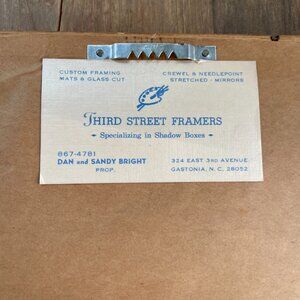 CUSTOM FRAMING
MATS & GLASS CUT
CREWEL & NEEDLEPOINT
STRETCHED - MIRRORS
THIRD STREET FRAMERS
• Specializing in Shadow Boxes •
867-4781
DAN and SANDY BRIGHT
PROP.
324 EAST 3RD AVENUE
GASTONIA, N. C. 28052